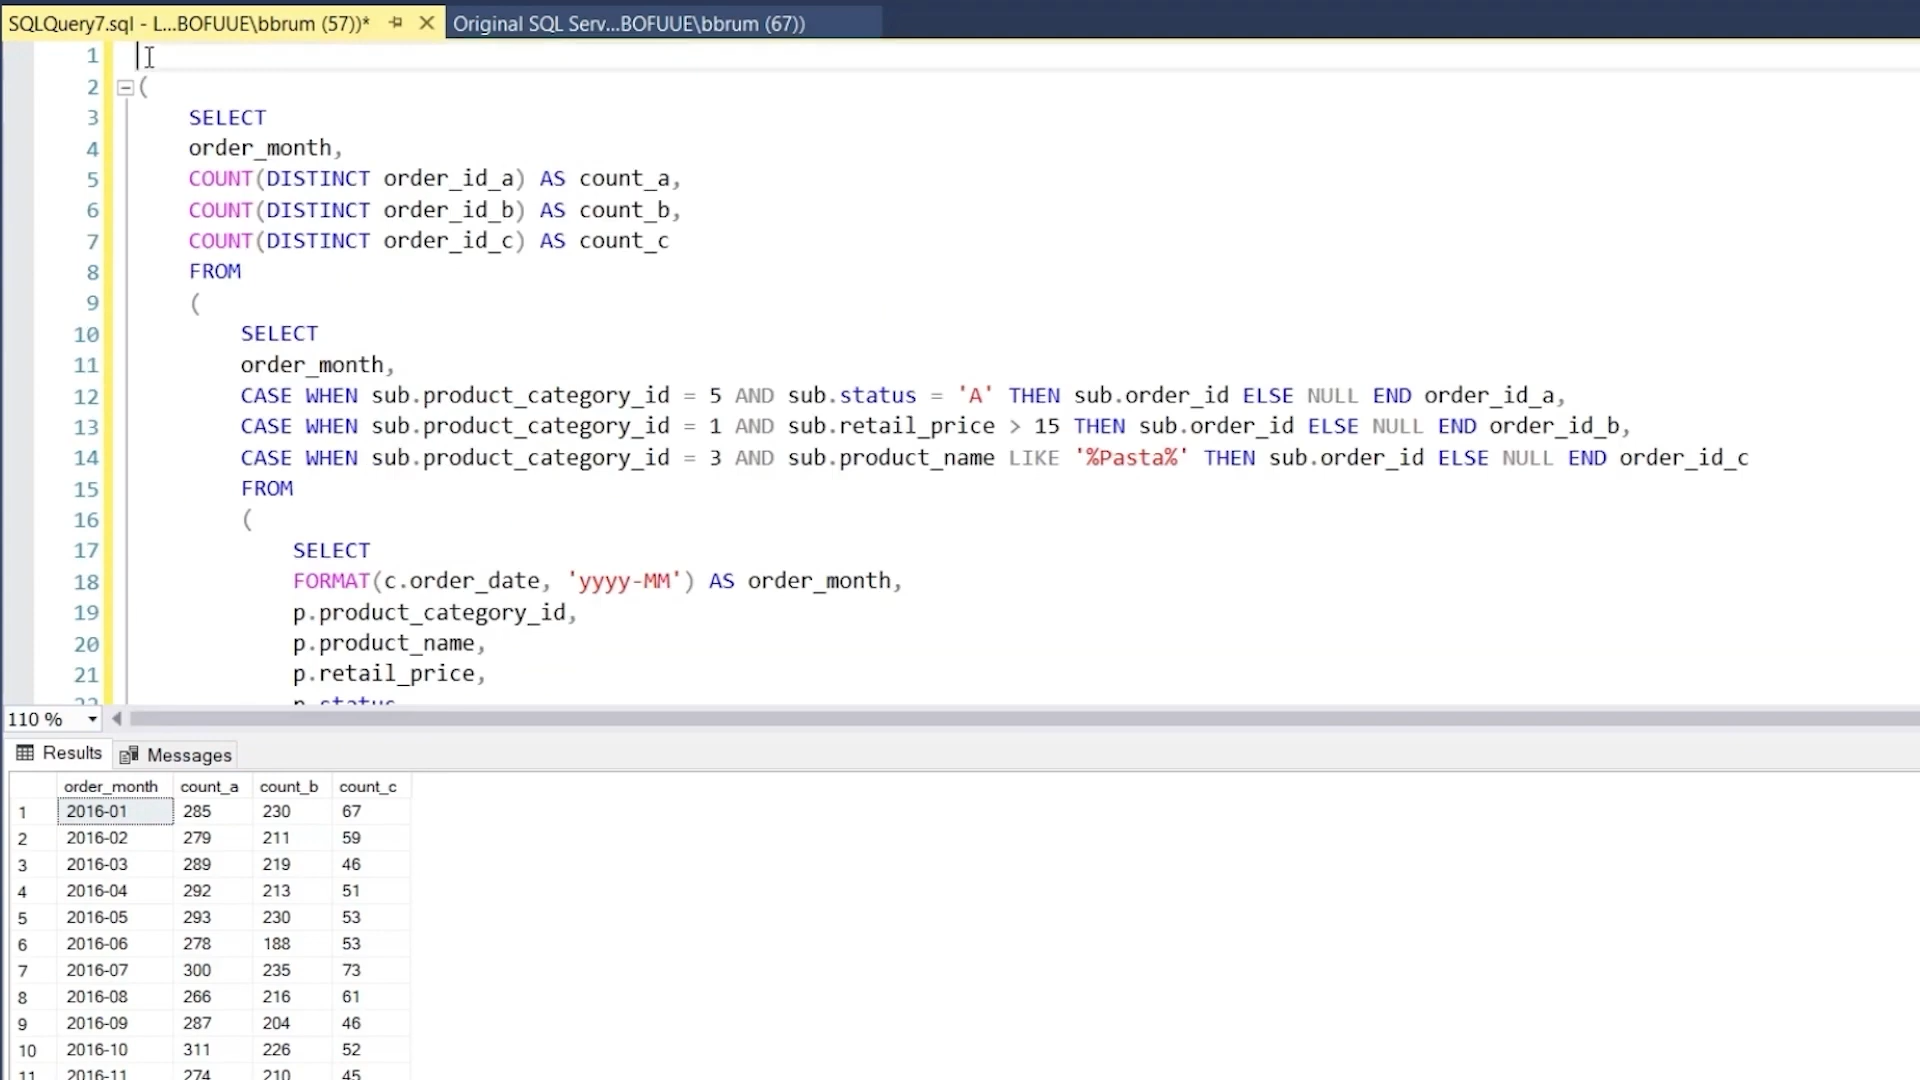 SQLQuery7.sql - L...BOFUUE\bbrum (57))*
Original SQL Serv...BOFUUE\bbrum (67))
1
2 (
3 SELECT
4 order_month,
5 COUNT(DISTINCT order_id_a) AS count_a,
6 COUNT(DISTINCT order_id_b) AS count_b,
7 COUNT(DISTINCT order_id_c) AS count_c
8 FROM
9 (
10 SELECT
11 order_month,
12 CASE WHEN sub.product_category_id = 5 AND sub.status = 'A' THEN sub.order_id ELSE NULL END order_id_a,
13 CASE WHEN sub.product_category_id = 1 AND sub.retail_price > 15 THEN sub.order_id ELSE NULL END order_id_b,
14 CASE WHEN sub.product_category_id = 3 AND sub.product_name LIKE '%Pasta%' THEN sub.order_id ELSE NULL END order_id_c
15 FROM
16 (
17 SELECT
18 FORMAT(c.order_date, 'yyyy-MM') AS order_month,
19 p.product_category_id,
20 p.product_name,
21 p.retail_price,
22 p.status
110 %
Results Messages
order_month count_a count_b count_c
1 2016-01 285 230 67
2 2016-02 279 211 59
3 2016-03 289 219 46
4 2016-04 292 213 51
5 2016-05 293 230 53
6 2016-06 278 188 53
7 2016-07 300 235 73
8 2016-08 266 216 61
9 2016-09 287 204 46
10 2016-10 311 226 52
11 2016-11 274 210 45